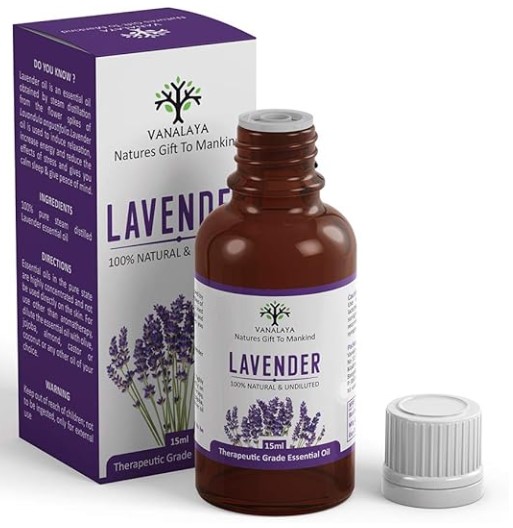 VANALAYA
Natures Gift To Mankind
DO YOU KNOW ?
Lavender oil is an essential oil
obtained by steam distillation
from the flower spikes of
Lavandula angustifolia.Lavender
oil is used to induce relaxation,
increase energy and reduce the
effects of stress and gives you
calm sleep & give peace of mind.
INGREDIENTS
100% pure steam distilled
Lavender essential oil
DIRECTIONS
Essential oils in the pure state
are highly concentrated and not
be used directly on the skin. For
use other than aromatherapy,
dilute the essential oil with olive,
jojoba, almond, castor or
coconut or any other oil of your
choice.
WARNING
Keep out of reach of children, not
to be ingested, only for external
use
VANALAYA
Natures Gift To Mankind
LAVENDE
100% NATURAL &
15ml
Therapeutic Grade
VANALAYA
Natures Gift To Mankind
LAVENDER
100% NATURAL & UNDILUTED
15ml
Therapeutic Grade Essential Oil